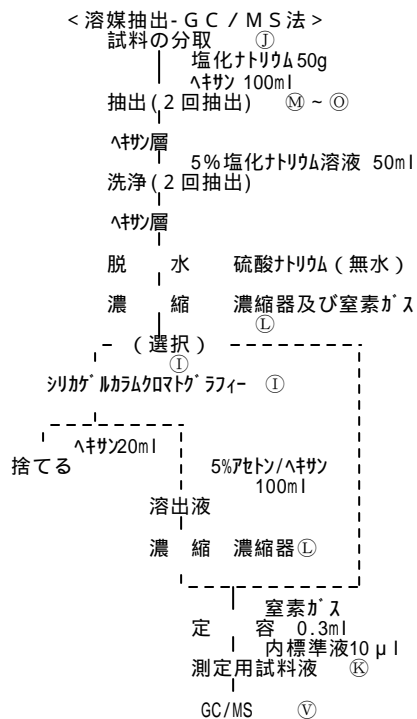 <溶媒抽出-GC/MS法>
試料の分取 Ⓙ
塩化ナトリウム50g
ヘキサン 100ml
抽出(2回抽出) Ⓜ~Ⓞ
ヘキサン層
5%塩化ナトリウム溶液 50ml
洗浄(2回抽出)
ヘキサン層
脱 水 硫酸ナトリウム(無水)
濃 縮 濃縮器及び窒素ガス
Ⓛ
(選択)
Ⓘ
シリカゲルカラムクロマトグラフィー Ⓘ
ヘキサン20ml
捨てる
5%アセトン/ヘキサン
100ml
溶出液
濃 縮 濃縮器Ⓛ
窒素ガス
定 容 0.3ml
内標準液10μl
測定用試料液 Ⓚ
GC/MS Ⓥ